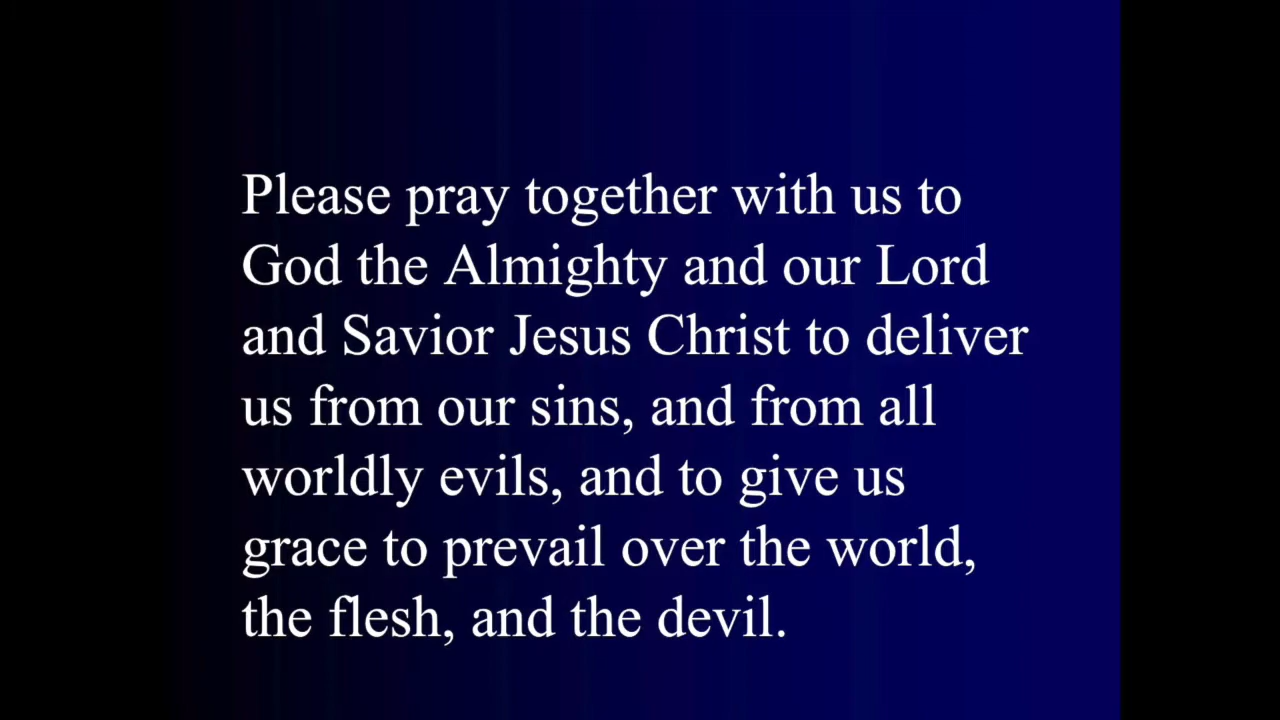 Please pray together with us to
God the Almighty and our Lord
and Savior Jesus Christ to deliver
us from our sins, and from all
worldly evils, and to give us
grace to prevail over the world,
the flesh, and the devil.